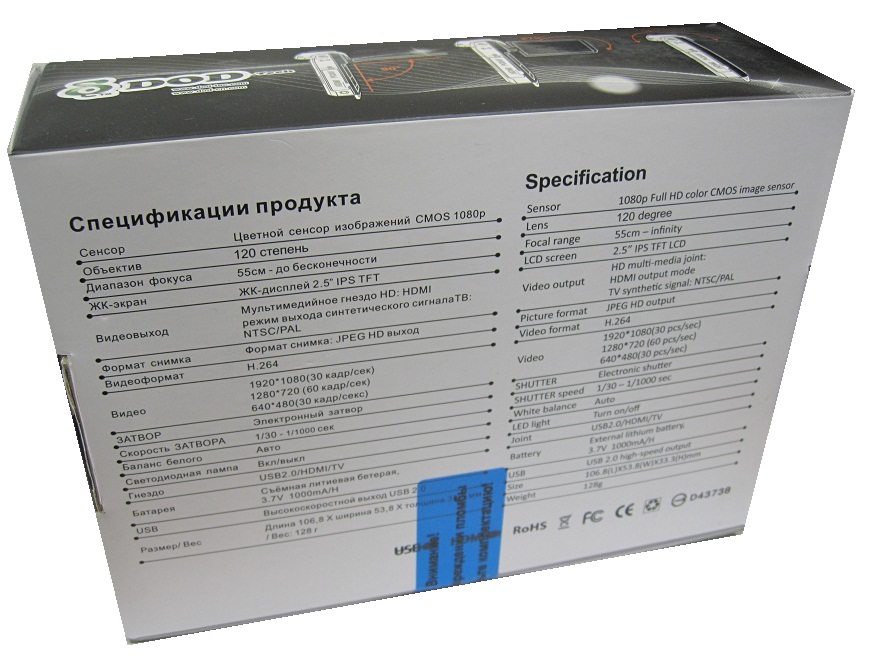 DOD
Спецификации продукта
Сенсор Цветной сенсор изображений CMOS 1080p
Объектив 120 степень
Диапазон фокуса 55см - до бесконечности
ЖК-экран ЖК-дисплей 2.5" IPS TFT
Видеовыход Мультимедийное гнездо HD: HDMI
режим выхода синтетического сигналаТВ:
NTSC/PAL
Формат снимка Формат снимка: JPEG HD выход
Видеоформат H.264
Видео 1920*1080(30 кадр/сек)
1280*720 (60 кадр/сек)
640*480(30 кадр/секс)
ЗАТВОР Электронный затвор
Скорость ЗАТВОРА 1/30 - 1/1000 сек
Баланс белого Авто
Светодиодная лампа Вкл/выкл
Гнездо USB2.0/HDMI/TV
Батарея Съёмная литиевая бетерая,
3.7V 1000mA/H
USB Высокоскоростной выход USB 2.0
Размер/ Вес Длина 106,8 X ширина 53,8 X толщина
/ Вес: 128 г
Specification
Sensor 1080p Full HD color CMOS image sensor
Lens 120 degree
Focal range 55cm – infinity
LCD screen 2.5" IPS TFT LCD
Video output HD multi-media joint:
HDMI output mode
TV synthetic signal: NTSC/PAL
Picture format JPEG HD output
Video format H.264
Video 1920*1080(30 pcs/sec)
1280*720 (60 pcs/sec)
640*480(30 pcs/sec)
SHUTTER Electronic shutter
SHUTTER speed 1/30 – 1/1000 sec
White balance Auto
LED light Turn on/off
Joint USB2.0/HDMI/TV
Battery External lithium battery,
3.7V 1000mA/H
USB USB 2.0 high-speed output
Size 106.8(L)X53.8(W)X33.3(H)mm
Weight 128g
USB
RoHS FC CE D43738
Внимание!